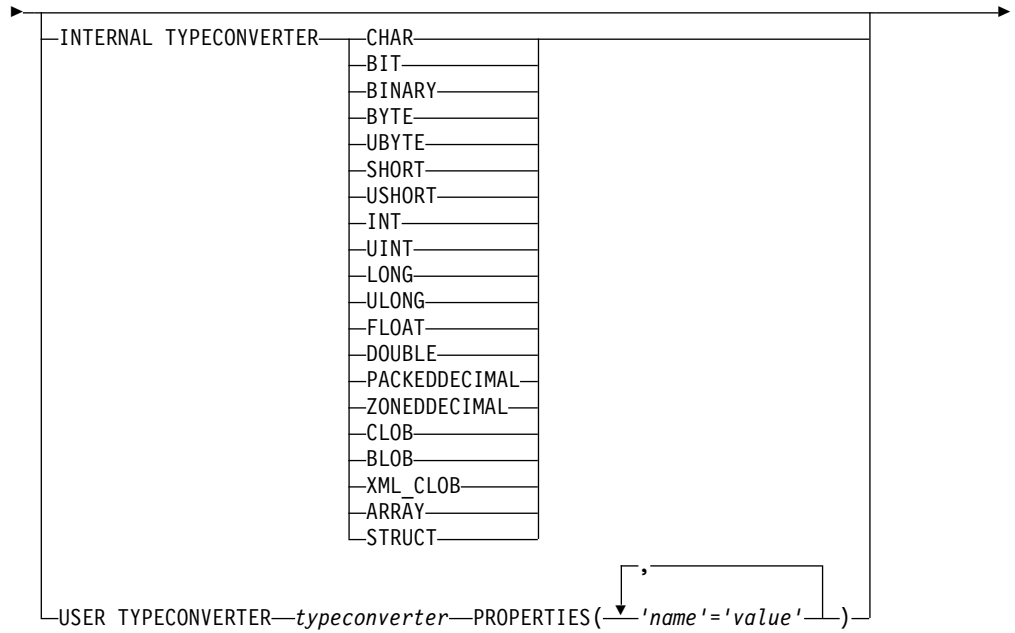 INTERNAL TYPECONVERTER CHAR
BIT
BINARY
BYTE
UBYTE
SHORT
USHORT
INT
UINT
LONG
ULONG
FLOAT
DOUBLE
PACKEDDECIMAL
ZONEDDECIMAL
CLOB
BLOB
XML_CLOB
ARRAY
STRUCT
,
USER TYPECONVERTER typeconverter PROPERTIES( 'name'='value' )